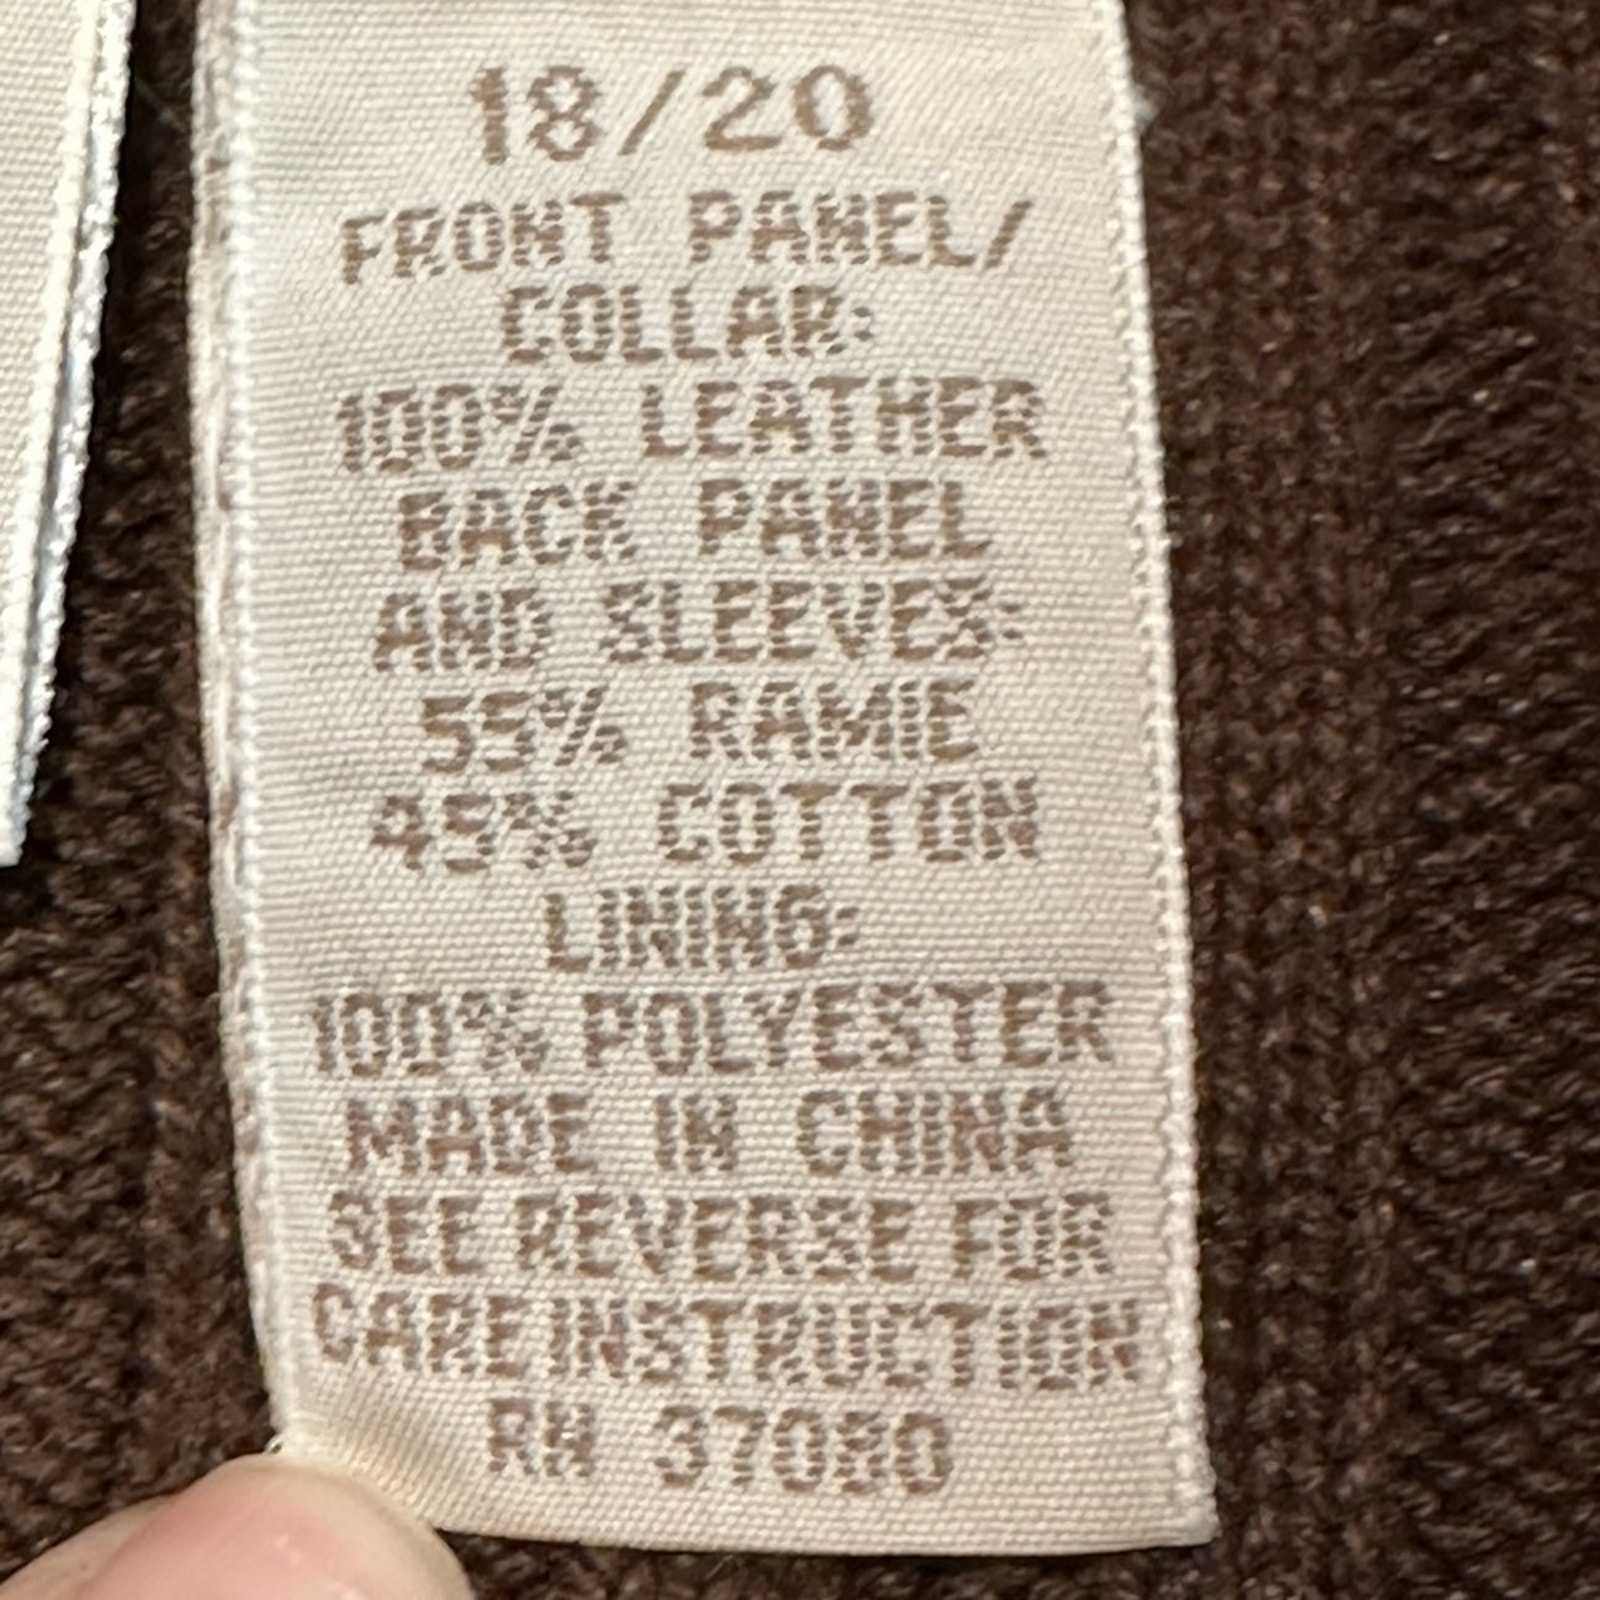 18/20
FRONT PANEL/
COLLAR:
100% LEATHER
BACK PANEL
AND SLEEVES:
55% RAMIE
45% COTTON
LINING:
100% POLYESTER
MADE IN CHINA
SEE REVERSE FOR
CARE INSTRUCTION
RN 37080